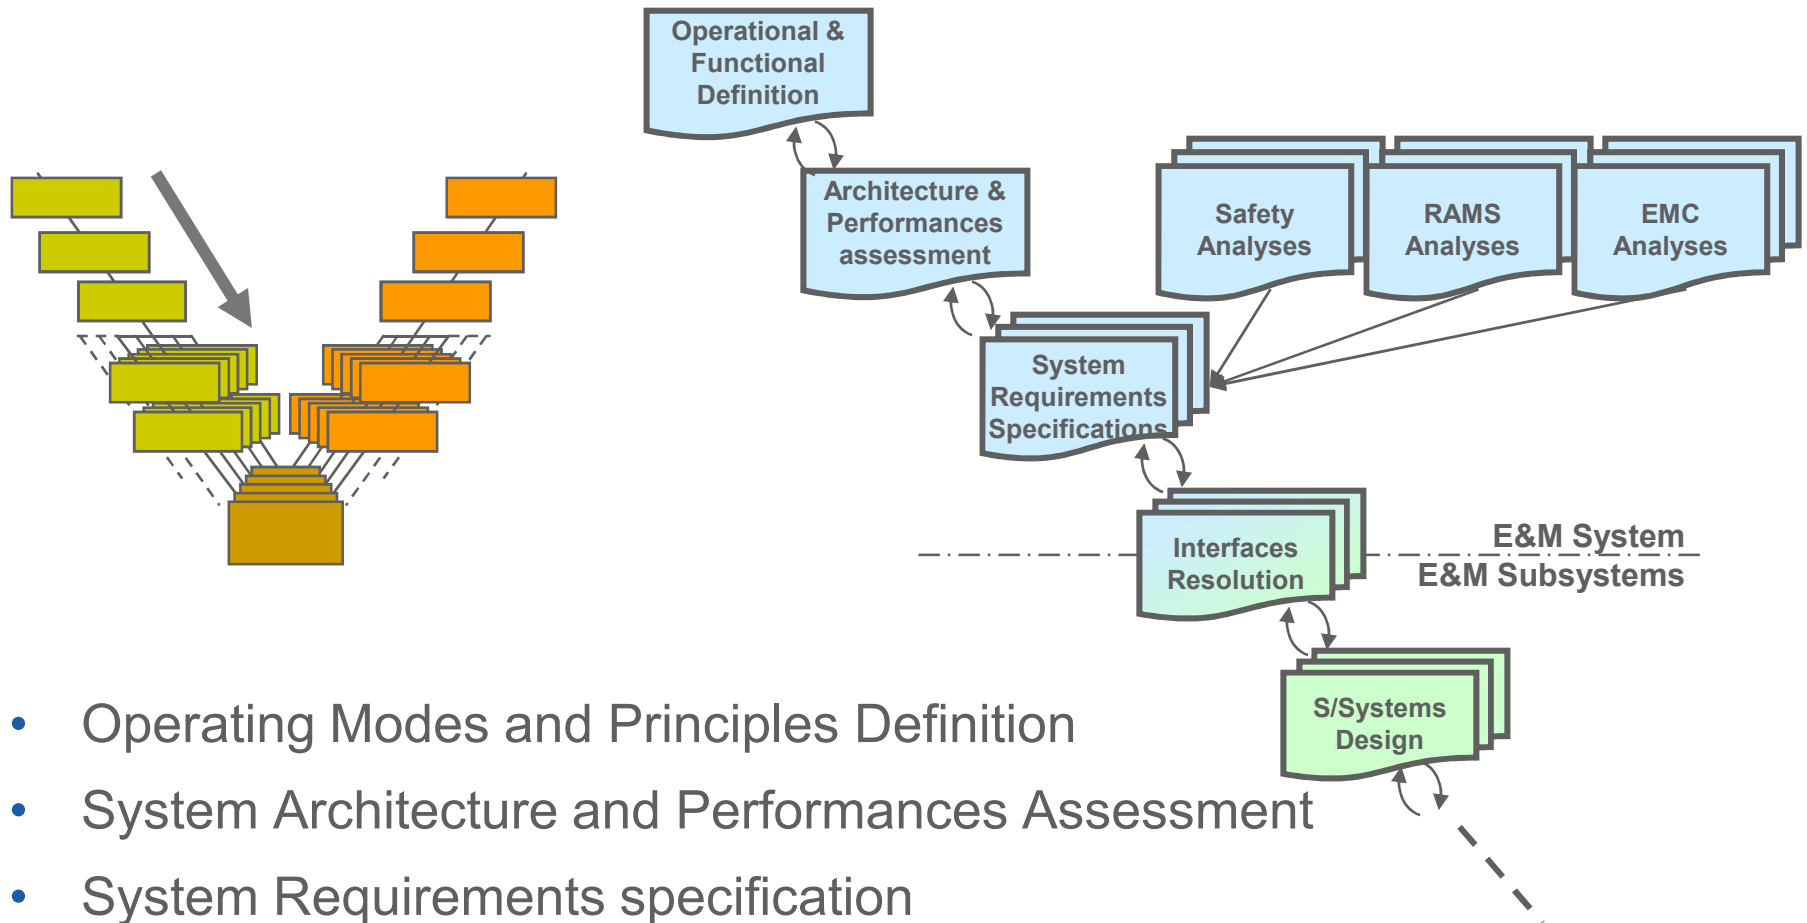 Operational &
Functional
Definition
Architecture &
Performances
assessment
Safety
Analyses
RAMS
Analyses
EMC
Analyses
System
Requirements
Specifications
Interfaces
Resolution
E&M System
E&M Subsystems
S/Systems
Design
• Operating Modes and Principles Definition
• System Architecture and Performances Assessment
• System Requirements specification